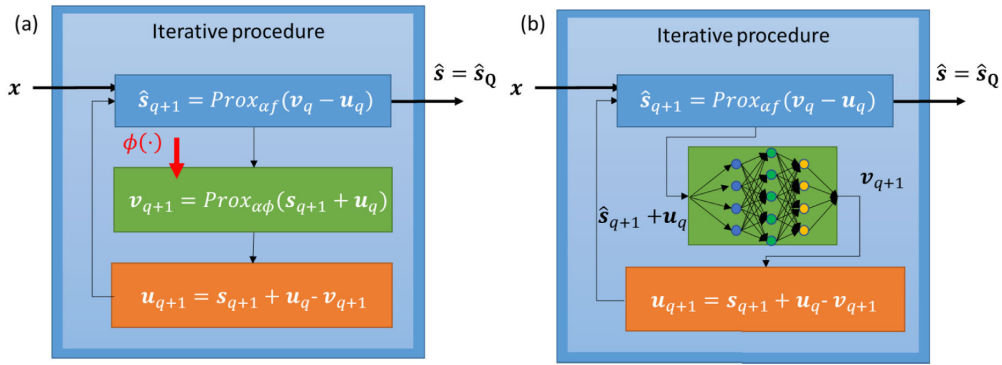 (a)
Iterative procedure
x
ŝ_{q+1} = Prox_{αf}(v_q − u_q)
ŝ = ŝ_Q
ϕ(·)
v_{q+1} = Prox_{αϕ}(s_{q+1} + u_q)
u_{q+1} = s_{q+1} + u_q- v_{q+1}
(b)
Iterative procedure
x
ŝ_{q+1} = Prox_{αf}(v_q − u_q)
ŝ = ŝ_Q
v_{q+1}
ŝ_{q+1} +u_q
u_{q+1} = s_{q+1} + u_q- v_{q+1}